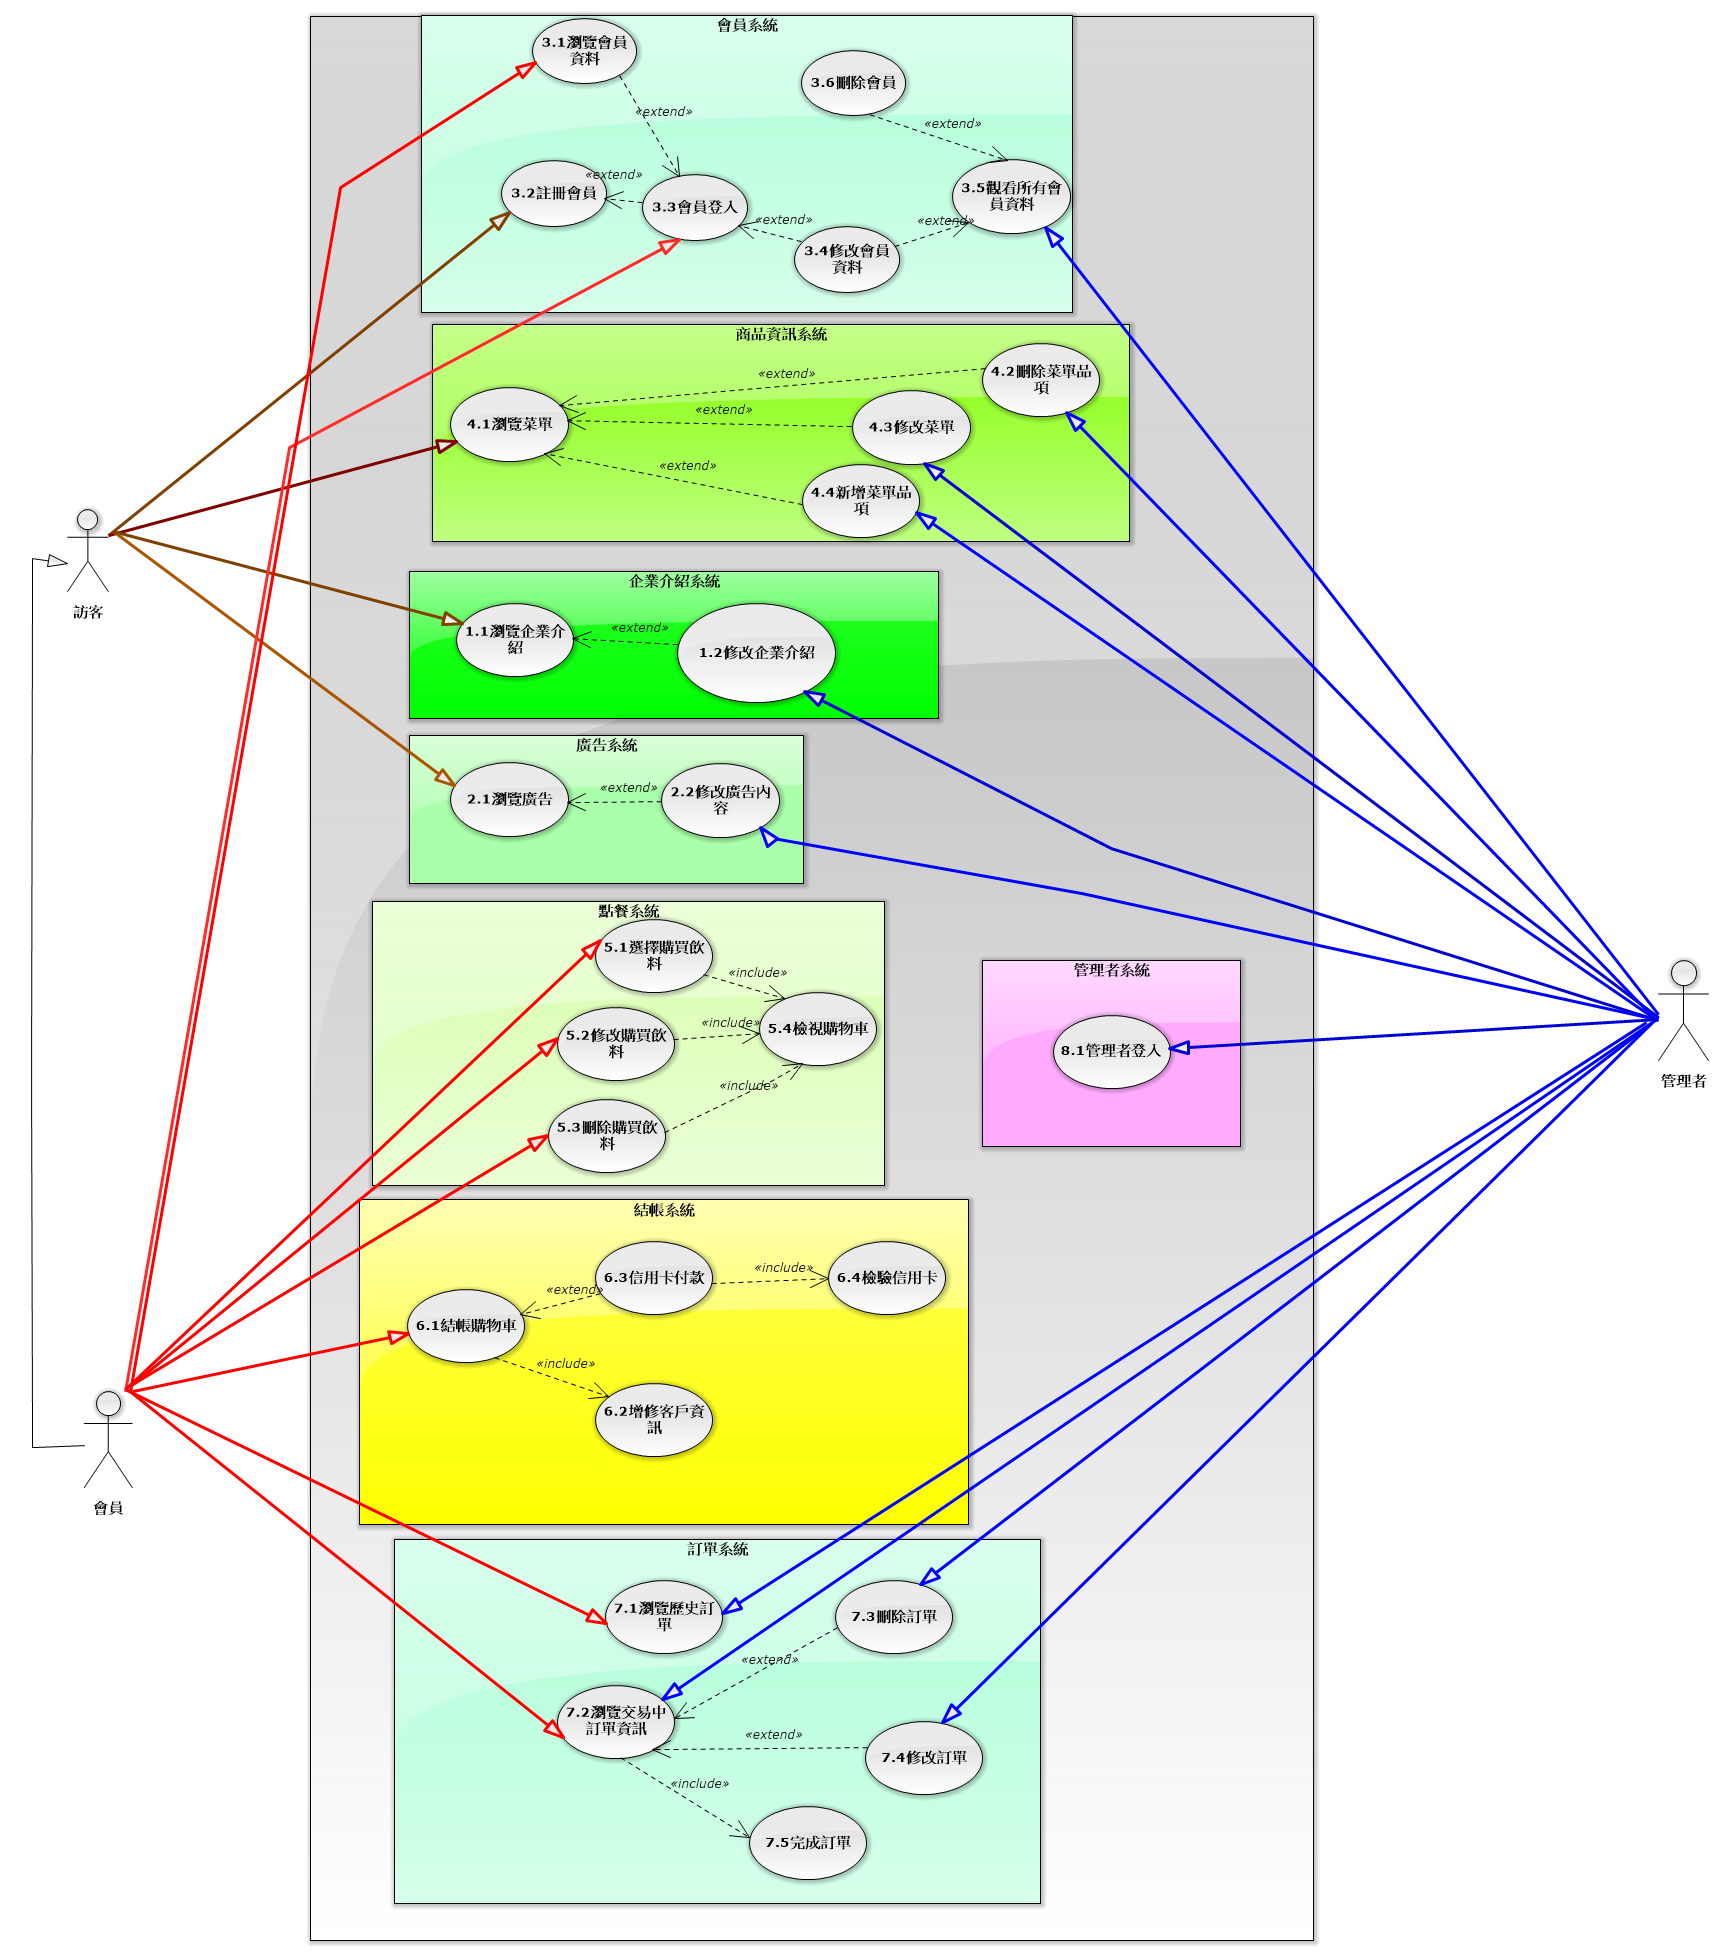 會員系統
3.1瀏覽會員
資料
3.6刪除會員
«extend»
«extend»
3.2註冊會員
«extend»
3.3會員登入
3.5觀看所有會
員資料
«extend»
«extend»
3.4修改會員
資料
商品資訊系統
4.2刪除菜單品
項
«extend»
4.1瀏覽菜單
«extend»
4.3修改菜單
«extend»
4.4新增菜單品
項
訪客
企業介紹系統
1.1瀏覽企業介
紹
«extend»
1.2修改企業介紹
廣告系統
2.1瀏覽廣告
«extend»
2.2修改廣告內
容
點餐系統
5.1選擇購買飲
料
«include»
5.2修改購買飲
料
«include»
5.4檢視購物車
«include»
5.3刪除購買飲
料
管理者系統
8.1管理者登入
管理者
結帳系統
6.3信用卡付款
«include»
6.4檢驗信用卡
«extend»
6.1結帳購物車
«include»
6.2增修客戶資
訊
會員
訂單系統
7.1瀏覽歷史訂
單
7.3刪除訂單
«extend»
7.2瀏覽交易中
訂單資訊
«extend»
7.4修改訂單
«include»
7.5完成訂單